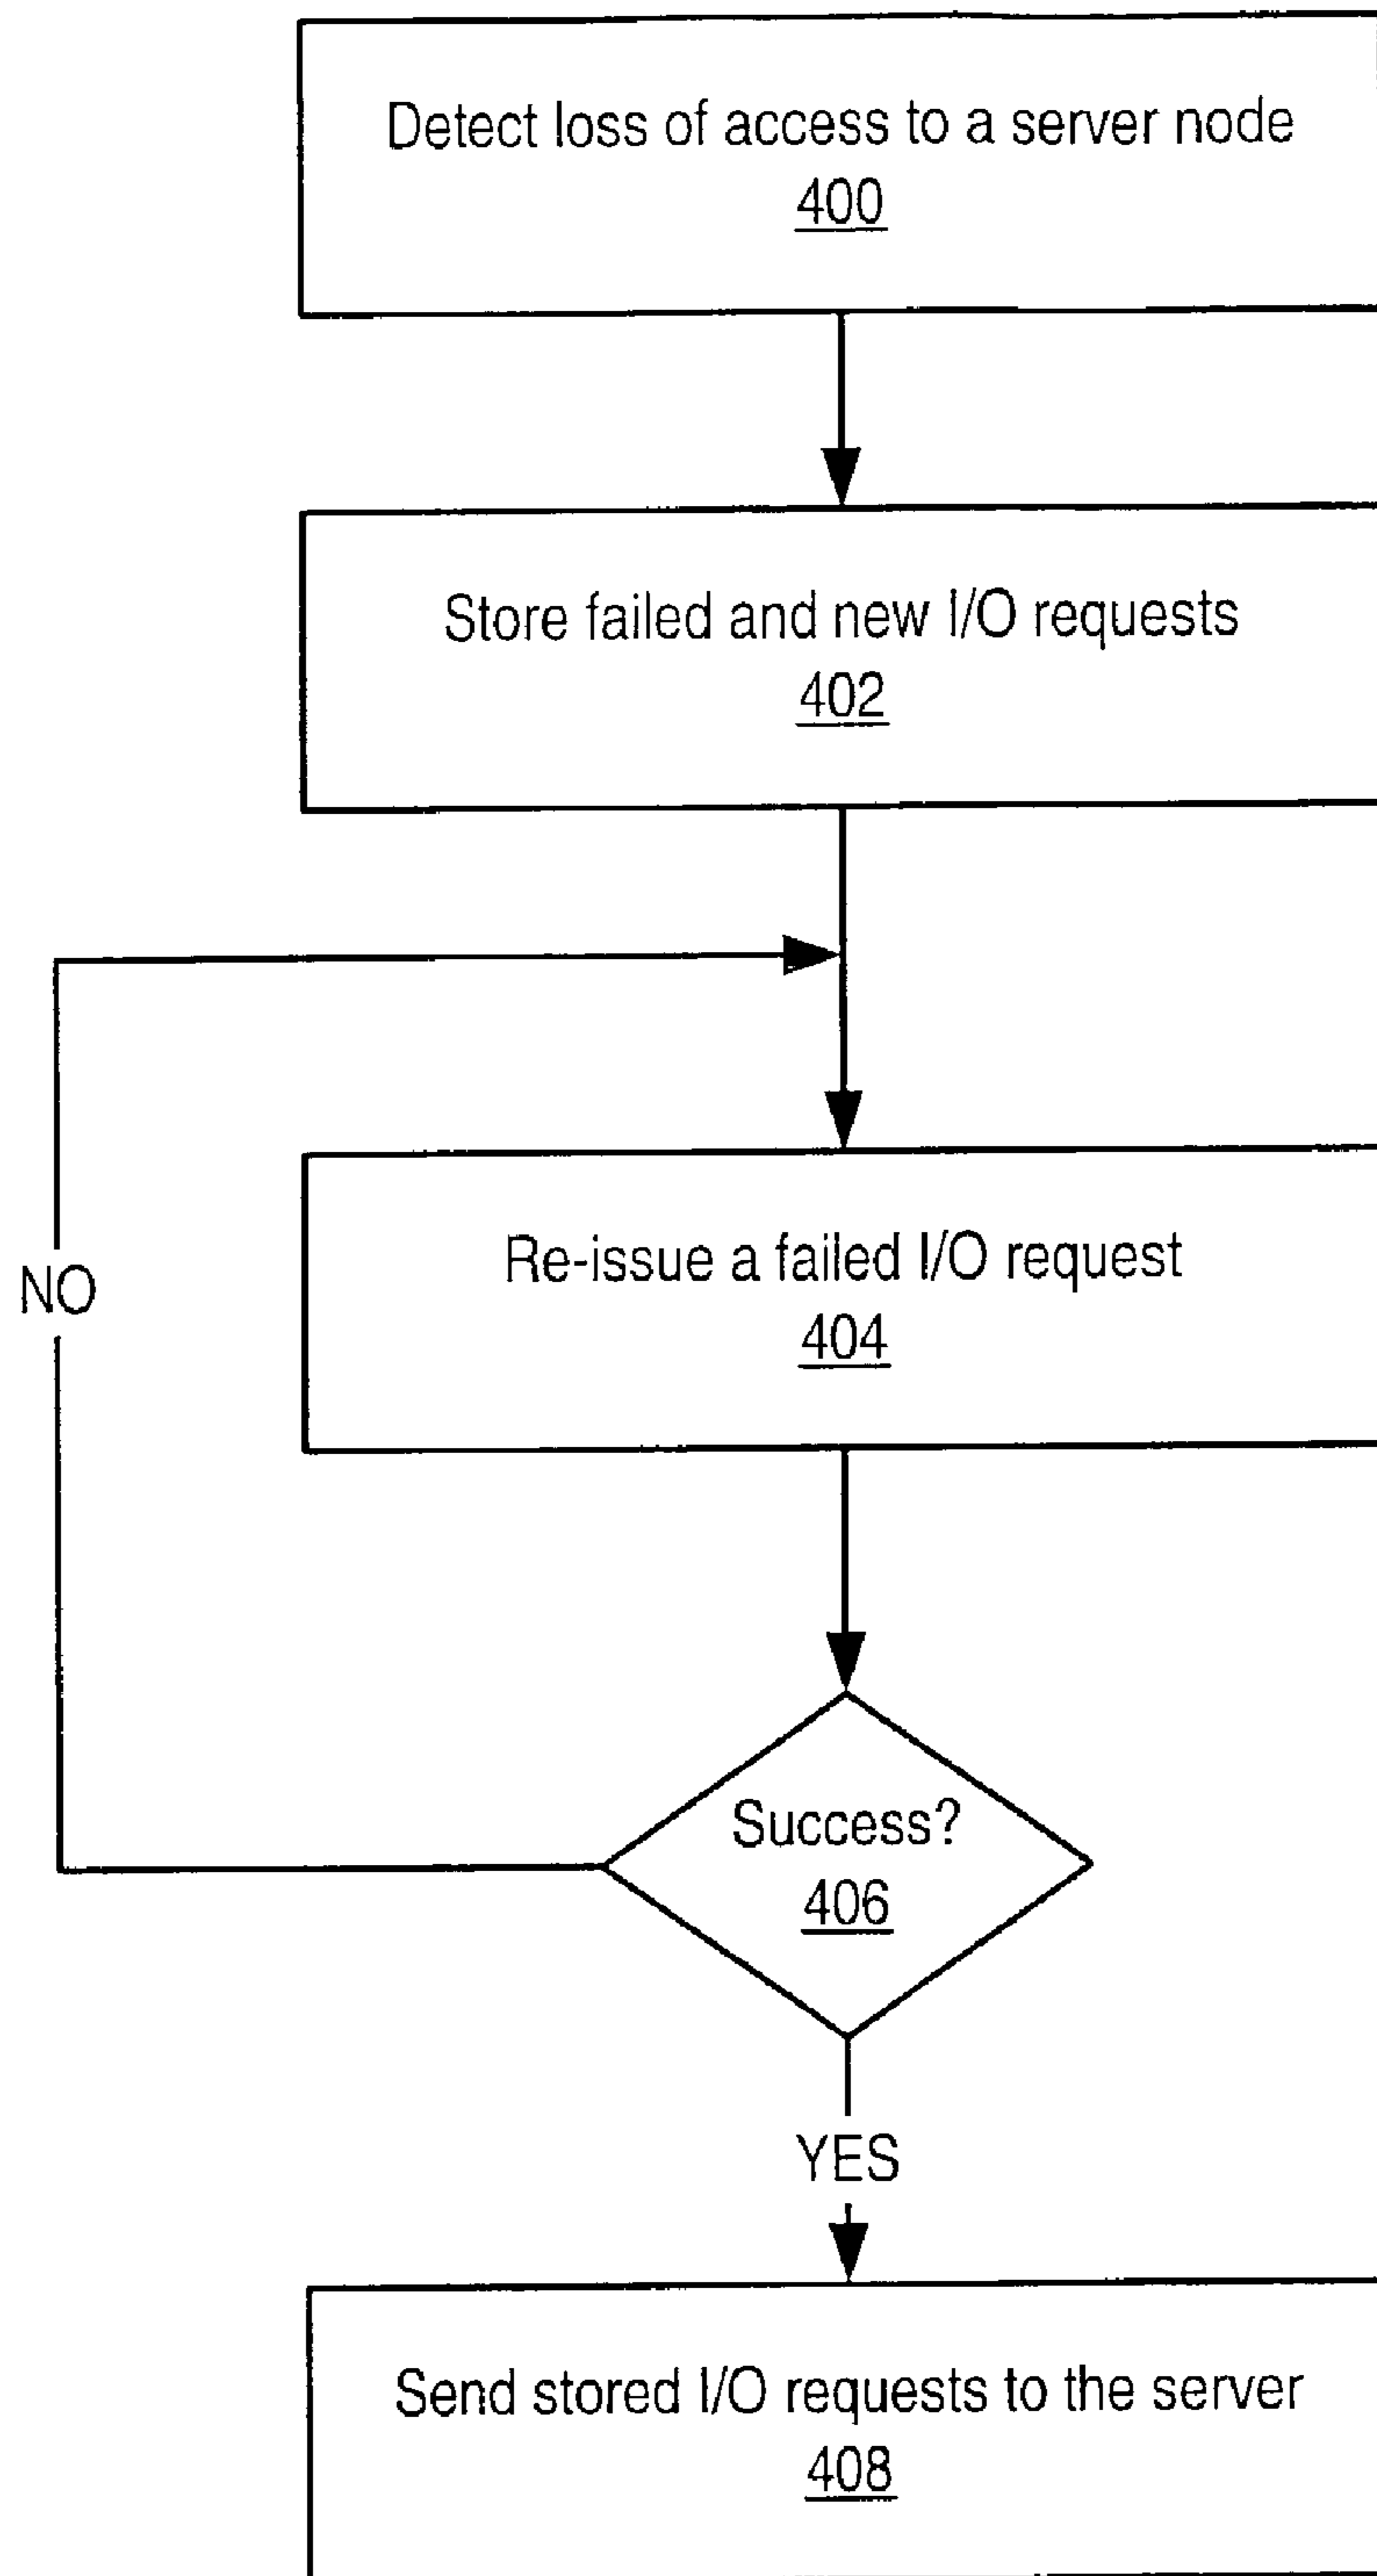 Detect loss of access to a server node
400
Store failed and new I/O requests
402
Re-issue a failed I/O request
404
NO
Success?
406
YES
Send stored I/O requests to the server
408